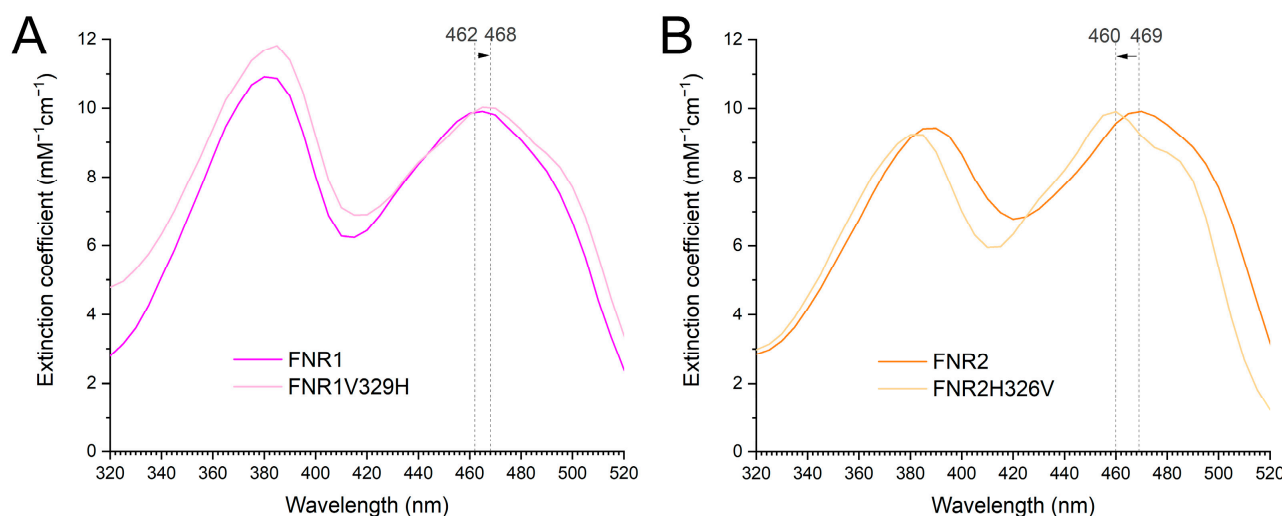 A
462 468
12
10
8
6
4
2
0
Extinction coefficient (mM⁻¹cm⁻¹)
FNR1
FNR1V329H
320 340 360 380 400 420 440 460 480 500 520
Wavelength (nm)
B
460 469
12
10
8
6
4
2
0
Extinction coefficient (mM⁻¹cm⁻¹)
FNR2
FNR2H326V
320 340 360 380 400 420 440 460 480 500 520
Wavelength (nm)